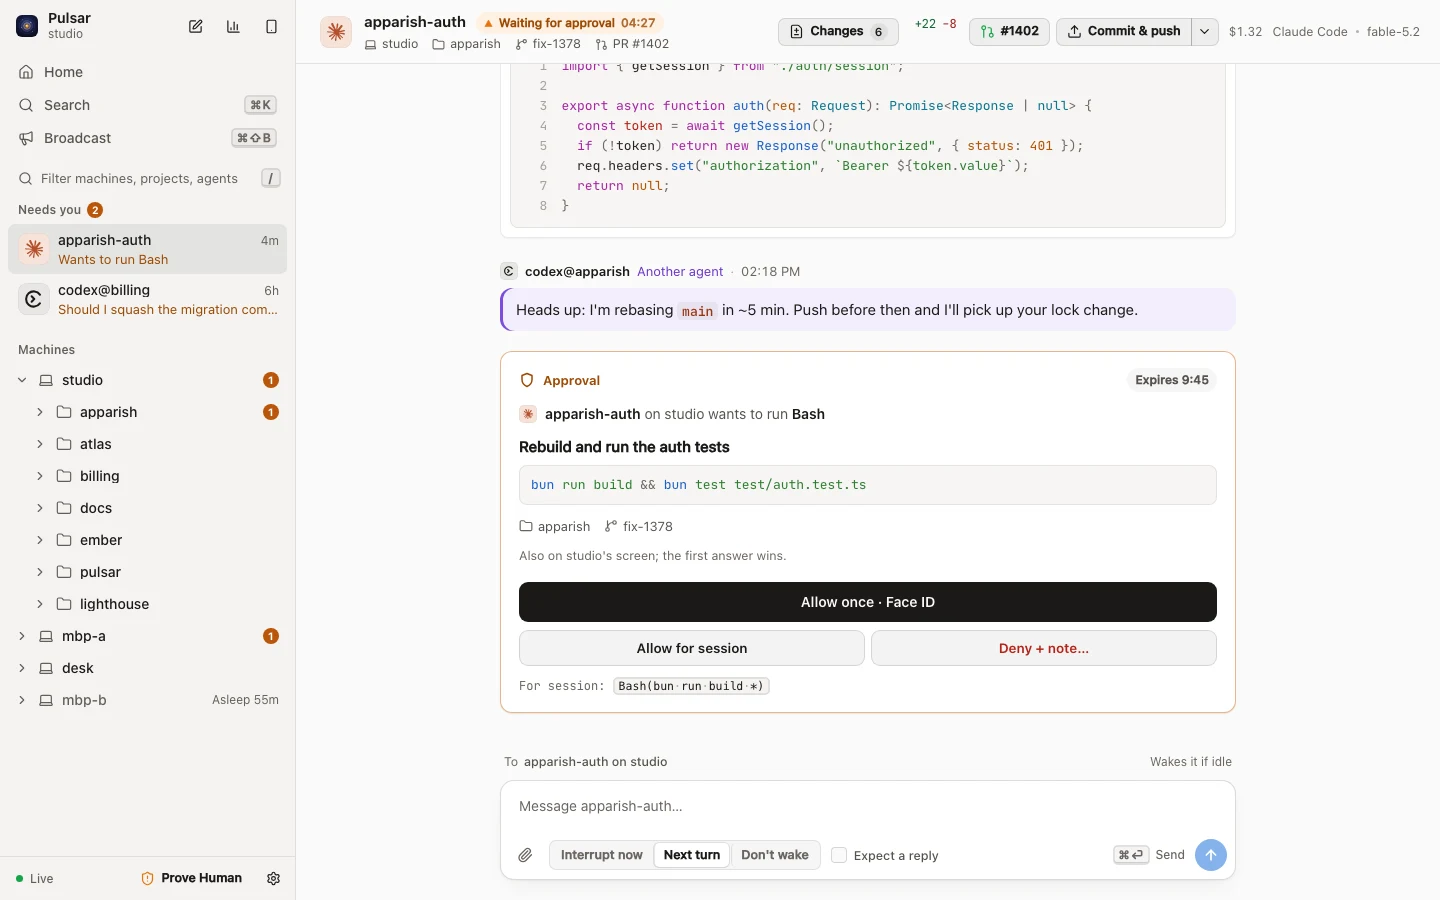 Pulsar
studio
Home
Search ⌘K
Broadcast ⌘⇧B
Filter machines, projects, agents /
Needs you 2
apparish-auth 4m
Wants to run Bash
codex@billing 6h
Should I squash the migration com...
Machines
studio 1
apparish 1
atlas
billing
docs
ember
pulsar
lighthouse
mbp-a 1
desk
mbp-b Asleep 55m
Live Prove Human
apparish-auth Waiting for approval 04:27
studio apparish fix-1378 PR #1402
Changes 6 +22 -8 #1402 Commit & push $1.32 Claude Code • fable-5.2
1 import { getSession } from "./auth/session";
2
3 export async function auth(req: Request): Promise<Response | null> {
4 const token = await getSession();
5 if (!token) return new Response("unauthorized", { status: 401 });
6 req.headers.set("authorization", `Bearer ${token.value}`);
7 return null;
8 }
codex@apparish Another agent · 02:18 PM
Heads up: I'm rebasing main in ~5 min. Push before then and I'll pick up your lock change.
Approval Expires 9:45
apparish-auth on studio wants to run Bash
Rebuild and run the auth tests
bun run build && bun test test/auth.test.ts
apparish fix-1378
Also on studio's screen; the first answer wins.
Allow once · Face ID
Allow for session Deny + note...
For session: Bash(bun run build *)
To apparish-auth on studio Wakes it if idle
Message apparish-auth...
Interrupt now Next turn Don't wake Expect a reply ⌘↵ Send